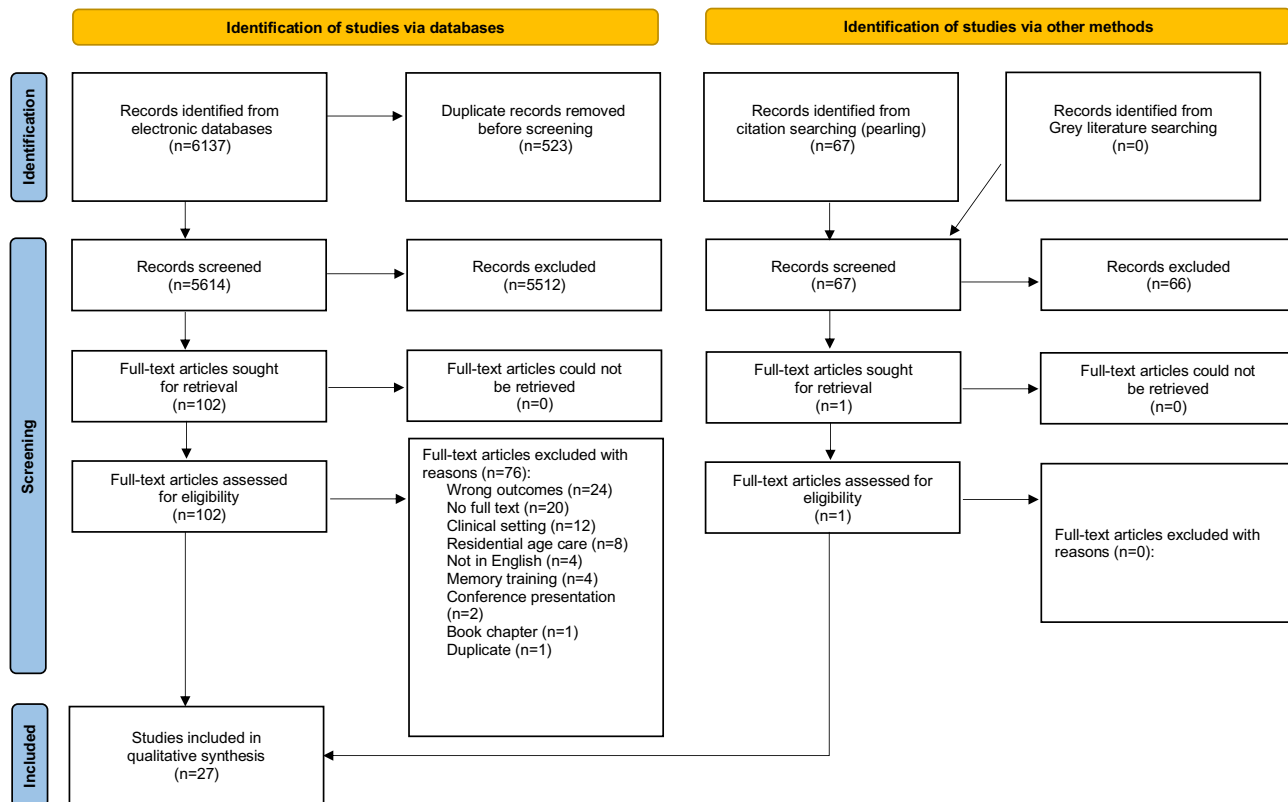 Identification of studies via databases
Identification of studies via other methods
Identification
Records identified from
electronic databases
(n=6137)
Duplicate records removed
before screening
(n=523)
Records identified from
citation searching (pearling)
(n=67)
Records identified from
Grey literature searching
(n=0)
Screening
Records screened
(n=5614)
Records excluded
(n=5512)
Records screened
(n=67)
Records excluded
(n=66)
Full-text articles sought
for retrieval
(n=102)
Full-text articles could not
be retrieved
(n=0)
Full-text articles sought
for retrieval
(n=1)
Full-text articles could not
be retrieved
(n=0)
Full-text articles assessed
for eligibility
(n=102)
Full-text articles excluded with
reasons (n=76):
Wrong outcomes (n=24)
No full text (n=20)
Clinical setting (n=12)
Residential age care (n=8)
Not in English (n=4)
Memory training (n=4)
Conference presentation
(n=2)
Book chapter (n=1)
Duplicate (n=1)
Full-text articles assessed for
eligibility
(n=1)
Full-text articles excluded with
reasons (n=0):
Included
Studies included in
qualitative synthesis
(n=27)